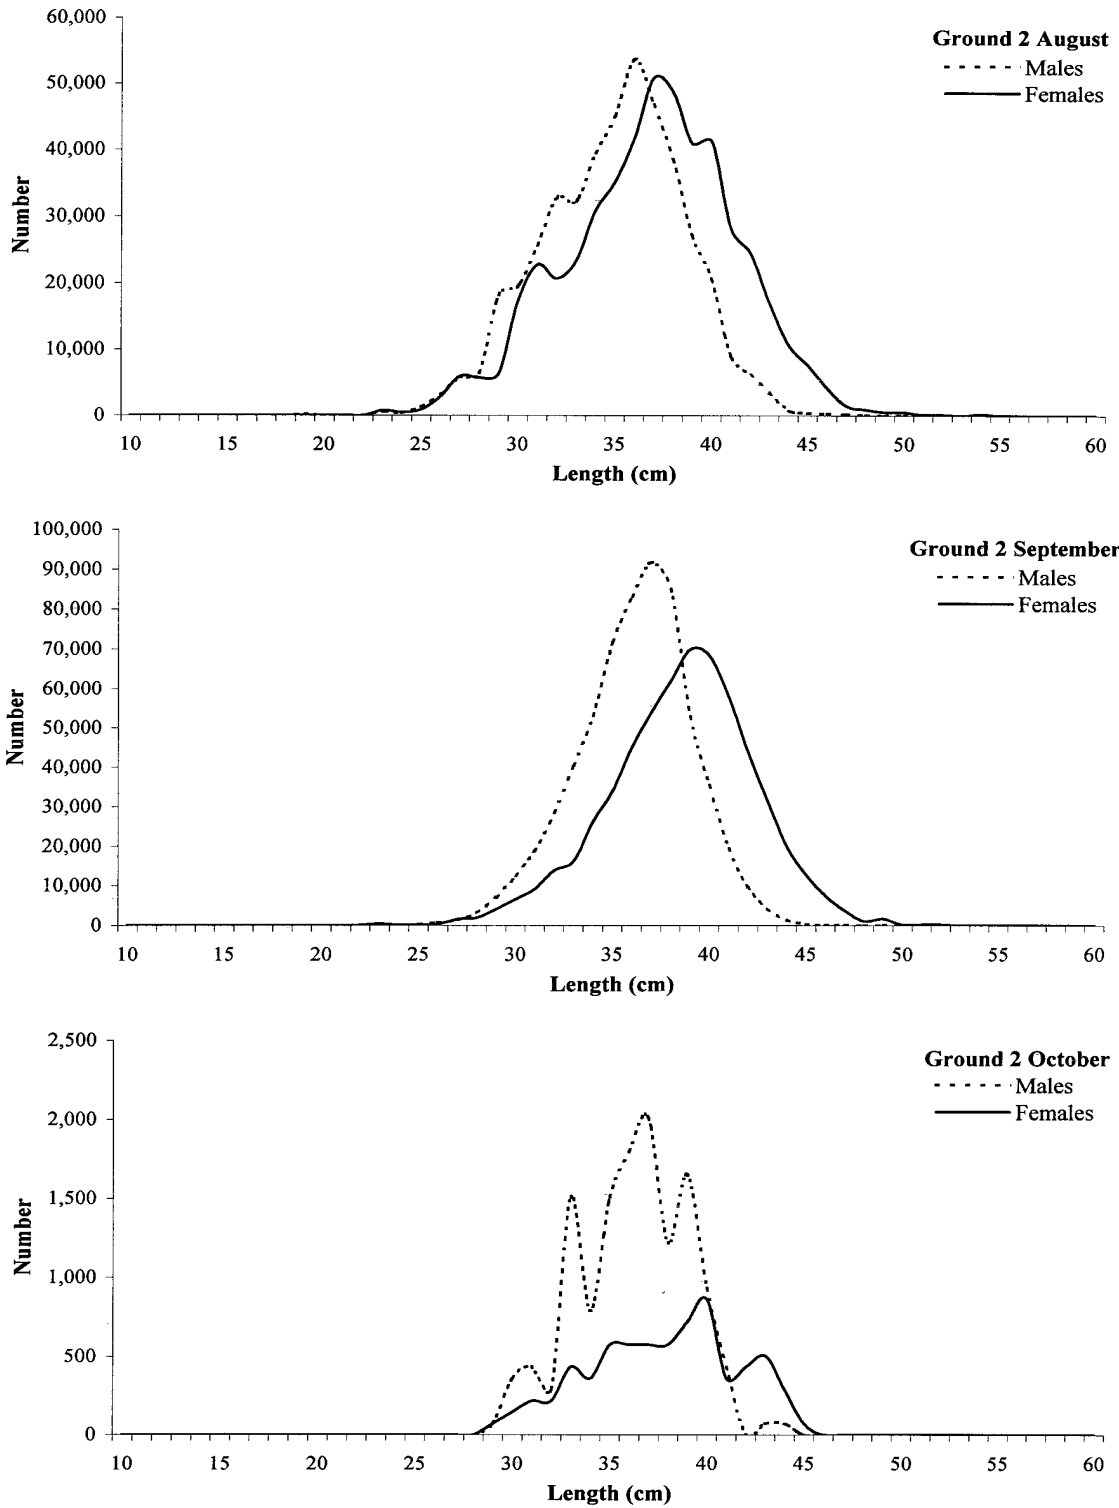 60,000
Ground 2 August
Males
50,000
Females
40,000
Number
30,000
20,000
10,000
0
10 15 20 25 30 35 40 45 50 55 60
Length (cm)
100,000
Ground 2 September
90,000
Males
80,000
Females
70,000
60,000
Number
50,000
40,000
30,000
20,000
10,000
0
10 15 20 25 30 35 40 45 50 55 60
Length (cm)
2,500
Ground 2 October
Males
2,000
Females
1,500
Number
1,000
500
0
10 15 20 25 30 35 40 45 50 55 60
Length (cm)